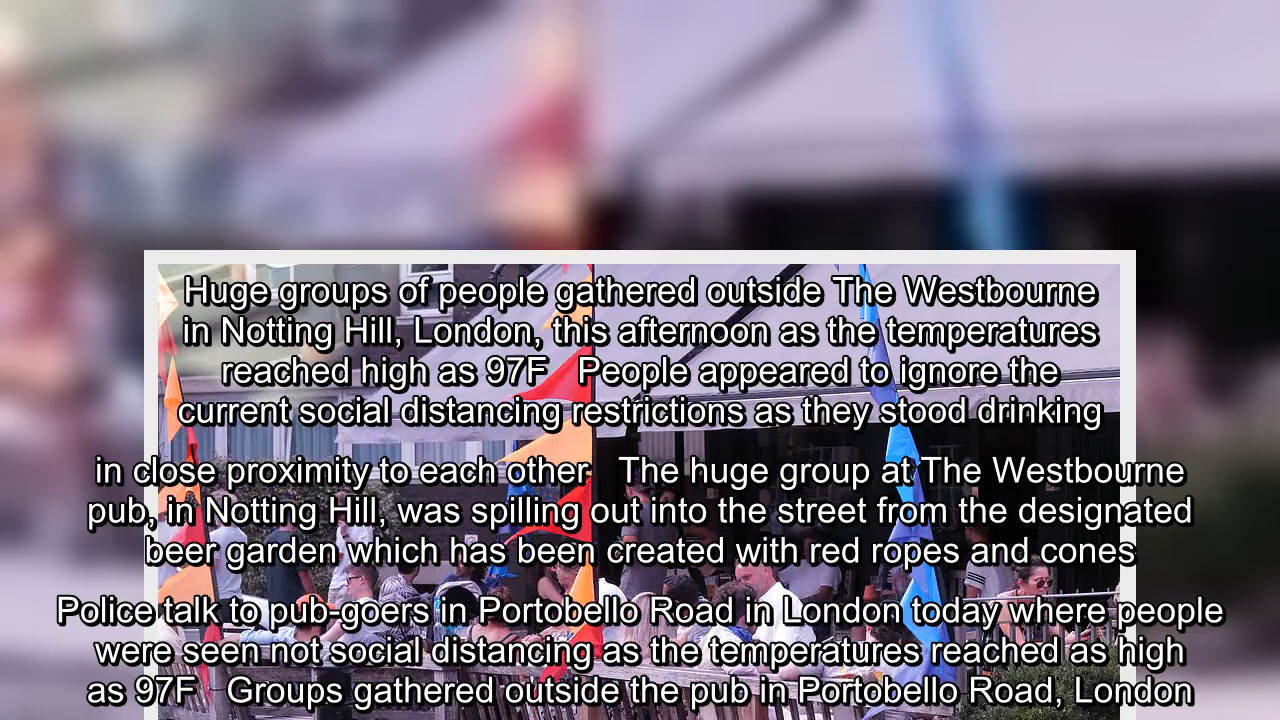 Huge groups of people gathered outside The Westbourne
in Notting Hill, London, this afternoon as the temperatures
reached high as 97F   People appeared to ignore the
current social distancing restrictions as they stood drinking
in close proximity to each other   The huge group at The Westbourne
pub, in Notting Hill, was spilling out into the street from the designated
beer garden which has been created with red ropes and cones
Police talk to pub-goers in Portobello Road in London today where people
were seen not social distancing as the temperatures reached as high
as 97F   Groups gathered outside the pub in Portobello Road, London